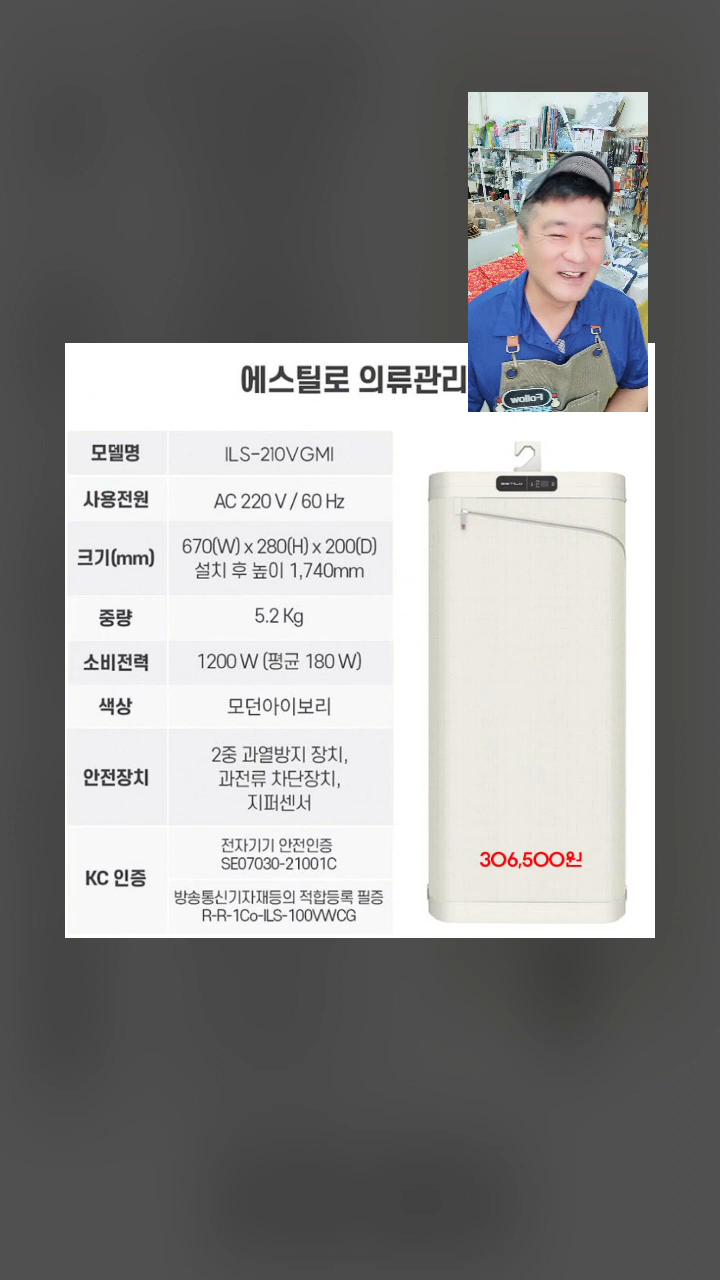 에스틸로 의류관리
모델명
ILS-210VGMI
사용전원
AC 220 V / 60 Hz
크기(mm)
670(W) x 280(H) x 200(D)
설치 후 높이 1,740mm
중량
5.2 Kg
소비전력
1200 W (평균 180 W)
색상
모던아이보리
안전장치
2중 과열방지 장치,
과전류 차단장치,
지퍼센서
KC 인증
전자기기 안전인증
SE07030-21001C
방송통신기자재등의 적합등록 필증
R-R-1Co-ILS-100VWCG
Follow
306,500원